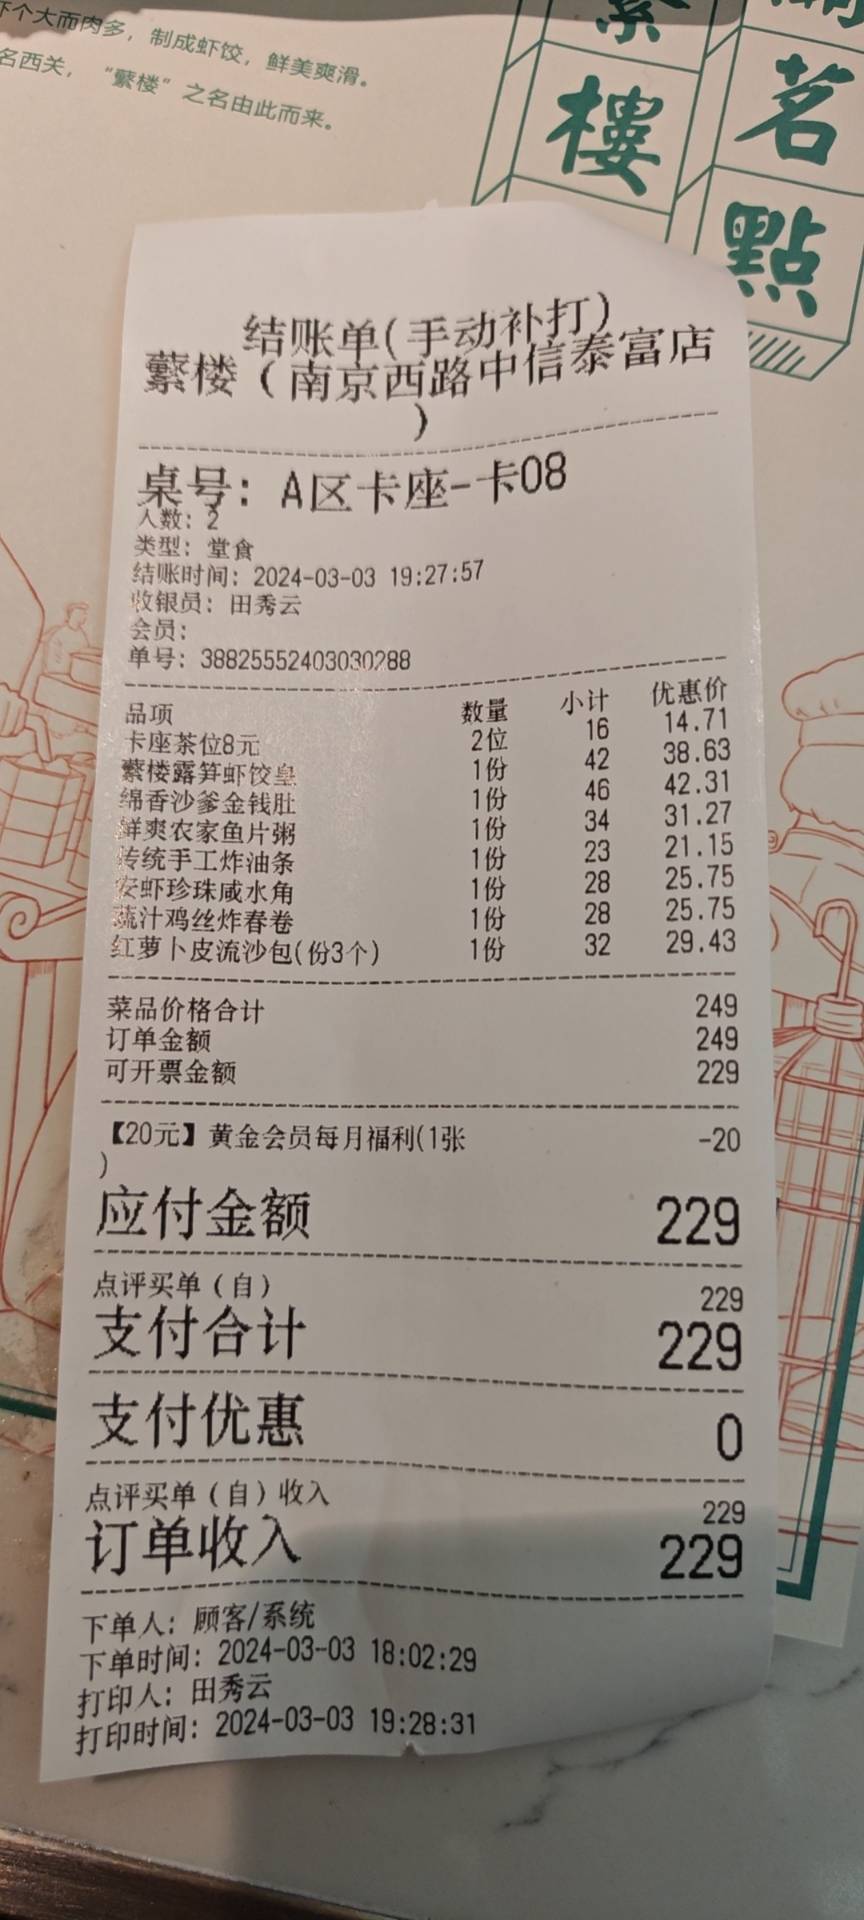 个大而肉多，制成虾饺，鲜美爽滑。
名西关，“蘩楼”之名由此而来。
樓
茗
點
结账单(手动补打)
蘩楼（南京西路中信泰富店
）
桌号：A区卡座-卡08
人数：2
类型：堂食
结账时间：2024-03-03 19:27:57
收银员：田秀云
会员：
单号：38825552403030288
品项 数量 小计 优惠价
卡座茶位8元 2位 16 14.71
蘩楼露笋虾饺皇 1份 42 38.63
绵香沙爹金钱肚 1份 46 42.31
鲜爽农家鱼片粥 1份 34 31.27
传统手工炸油条 1份 23 21.15
安虾珍珠咸水角 1份 28 25.75
蔬汁鸡丝炸春卷 1份 28 25.75
红萝卜皮流沙包(份3个) 1份 32 29.43
菜品价格合计 249
订单金额 249
可开票金额 229
【20元】黄金会员每月福利(1张 -20
)
应付金额 229
点评买单（自） 229
支付合计 229
支付优惠 0
点评买单（自）收入 229
订单收入 229
下单人：顾客/系统
下单时间：2024-03-03 18:02:29
打印人：田秀云
打印时间：2024-03-03 19:28:31